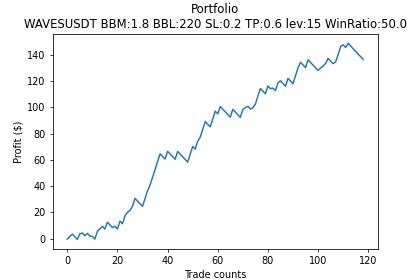 Portfolio
WAVESUSDT BBM:1.8 BBL:220 SL:0.2 TP:0.6 lev:15 WinRatio:50.0
140
120
100
80
60
40
20
0
Profit ($)
0 20 40 60 80 100 120
Trade counts